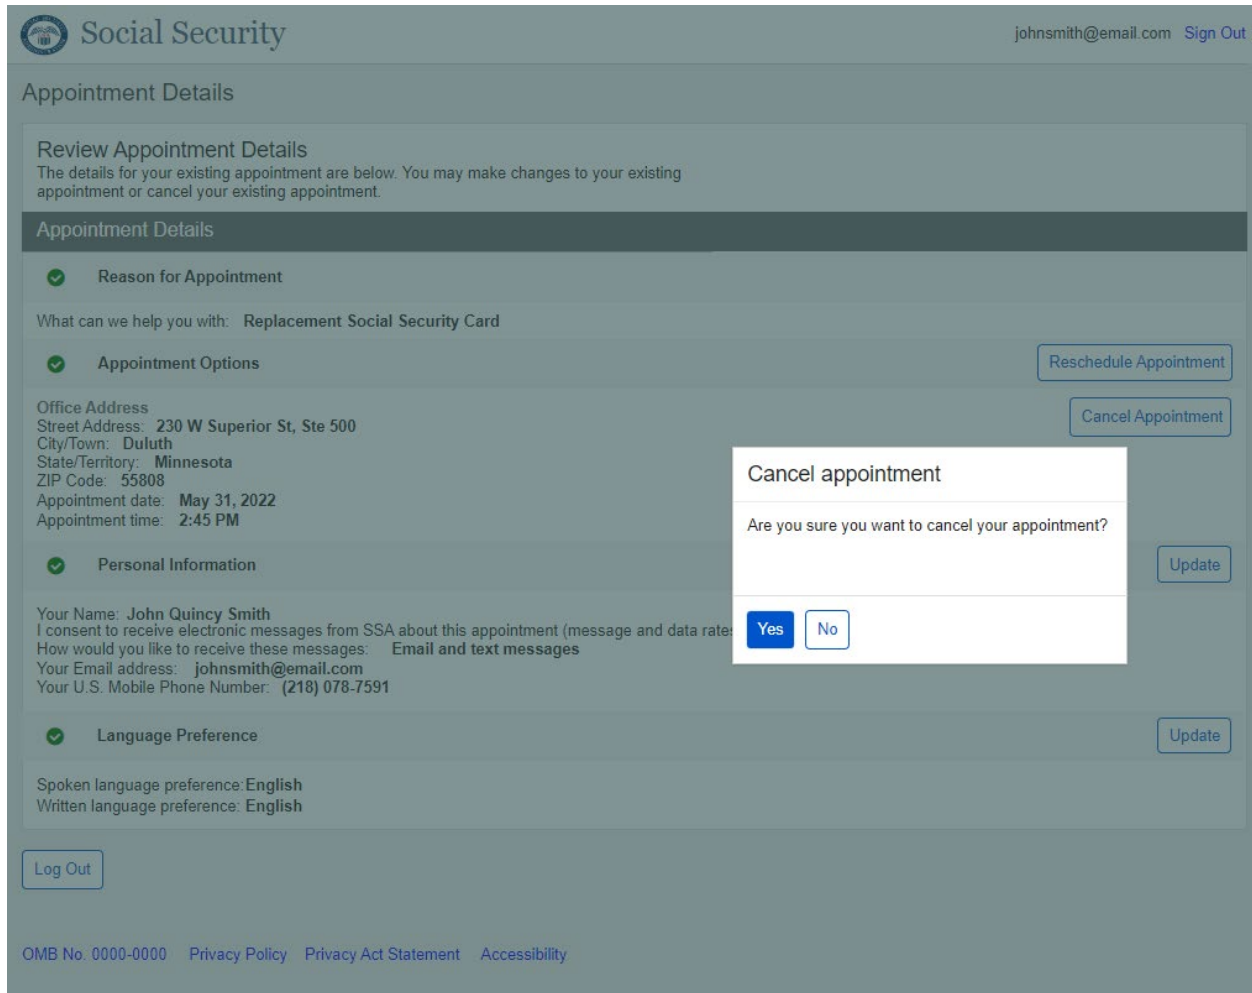 Social Security
johnsmith@email.com Sign Out
Appointment Details
Review Appointment Details
The details for your existing appointment are below. You may make changes to your existing
appointment or cancel your existing appointment.
Appointment Details
Reason for Appointment
What can we help you with: Replacement Social Security Card
Appointment Options
Reschedule Appointment
Office Address
Cancel Appointment
Street Address: 230 W Superior St, Ste 500
City/Town: Duluth
State/Territory: Minnesota
ZIP Code: 55808
Appointment date: May 31, 2022
Appointment time: 2:45 PM
Cancel appointment
Are you sure you want to cancel your appointment?
Yes No
Personal Information
Update
Your Name: John Quincy Smith
I consent to receive electronic messages from SSA about this appointment (message and data rate
How would you like to receive these messages: Email and text messages
Your Email address: johnsmith@email.com
Your U.S. Mobile Phone Number: (218) 078-7591
Language Preference
Update
Spoken language preference: English
Written language preference: English
Log Out
OMB No. 0000-0000 Privacy Policy Privacy Act Statement Accessibility